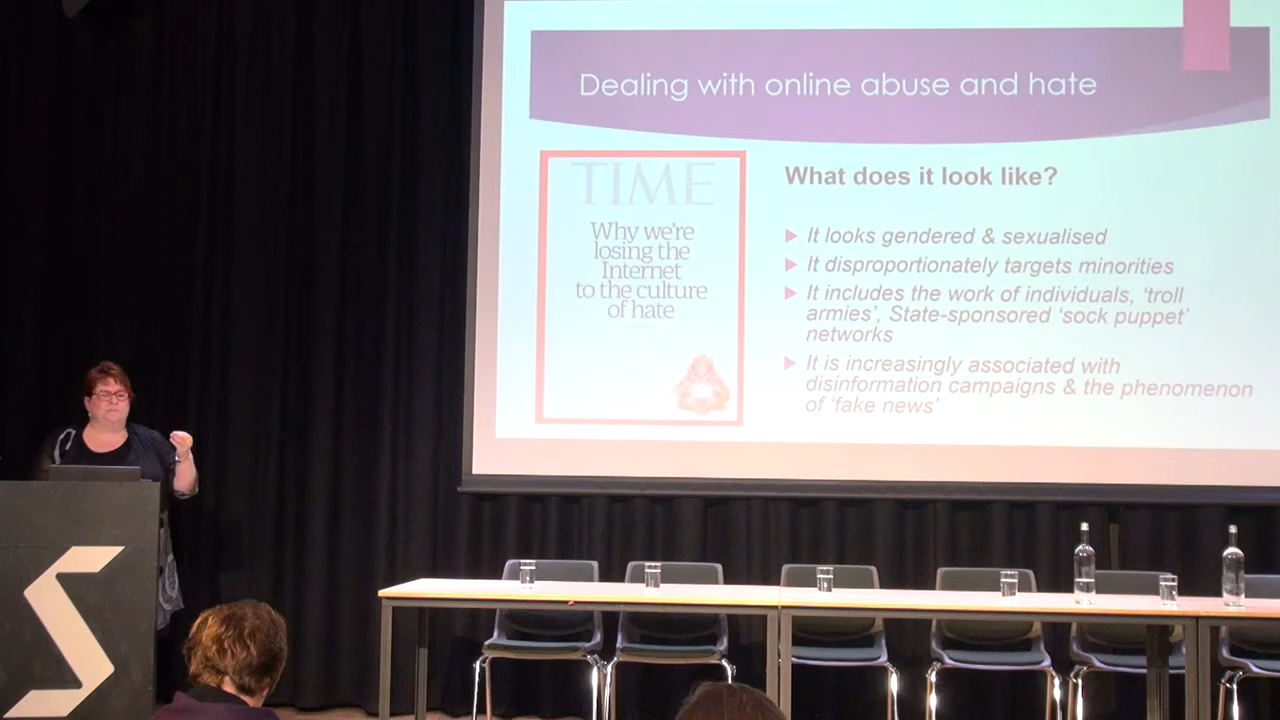 Dealing with online abuse and hate
TIME
Why we're
losing the
Internet
to the culture
of hate
What does it look like?
It looks gendered & sexualised
It disproportionately targets minorities
It includes the work of individuals, 'troll
armies', State-sponsored 'sock puppet'
networks
It is increasingly associated with
disinformation campaigns & the phenomenon
of 'fake news'
S